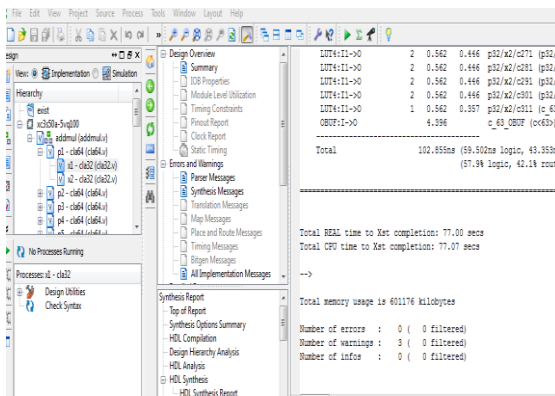 File Edit View Project Source Process Tools Window Layout Help
View: Implementation Simulation
Hierarchy
exist
xc3s50a-5vq100
addmul (addmul.v)
p1 - cla64 (cla64.v)
x1 - cla32 (cla32.v)
x2 - cla32 (cla32.v)
p2 - cla64 (cla64.v)
p3 - cla64 (cla64.v)
p4 - cla64 (cla64.v)
p5 - cla64 (cla64.v)
No Processes Running
Processes: x1 - cla32
Design Utilities
Check Syntax
Design Overview
Summary
IOB Properties
Module Level Utilization
Timing Constraints
Pinout Report
Clock Report
Static Timing
Errors and Warnings
Parser Messages
Synthesis Messages
Translation Messages
Map Messages
Place and Route Messages
Timing Messages
Bitgen Messages
All Implementation Messages
Synthesis Report
Top of Report
Synthesis Options Summary
HDL Compilation
Design Hierarchy Analysis
HDL Analysis
HDL Synthesis
HDL Synthesis Report
LUT4:I1->O 2 0.562 0.446 p32/x2/c271 (p32/
LUT4:I1->O 2 0.562 0.446 p32/x2/c281 (p32/
LUT4:I1->O 2 0.562 0.446 p32/x2/c291 (p32/
LUT4:I1->O 2 0.562 0.446 p32/x2/c301 (p32/
LUT4:I1->O 1 0.562 0.357 p32/x2/c311 (c_63
OBUF:I->O 4.396 c_63_OBUF (c<63>)
----------------------------------------
Total 102.855ns (59.502ns logic, 43.353n
(57.9% logic, 42.1% rout
========================================
Total REAL time to Xst completion: 77.00 secs
Total CPU time to Xst completion: 77.07 secs
-->
Total memory usage is 601176 kilobytes
Number of errors : 0 ( 0 filtered)
Number of warnings : 3 ( 0 filtered)
Number of infos : 0 ( 0 filtered)